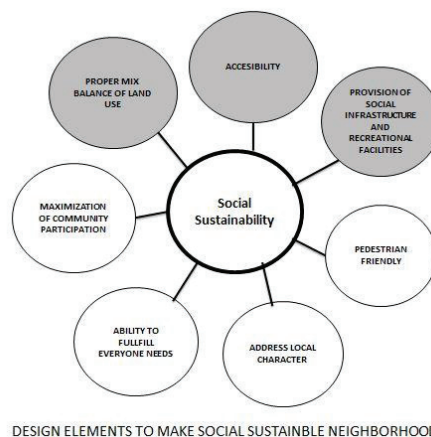 ACCESIBILITY
PROPER MIX
BALANCE OF LAND
USE
PROVISION OF
SOCIAL
INFRASTRUCTURE
AND
RECREATIONAL
FACILITIES
MAXIMIZATION
OF COMMUNITY
PARTICIPATION
Social
Sustainability
PEDESTRIAN
FRIENDLY
ABILITY TO
FULLFILL
EVERYONE NEEDS
ADDRESS LOCAL
CHARACTER
DESIGN ELEMENTS TO MAKE SOCIAL SUSTAINBLE NEIGHBORHOOD